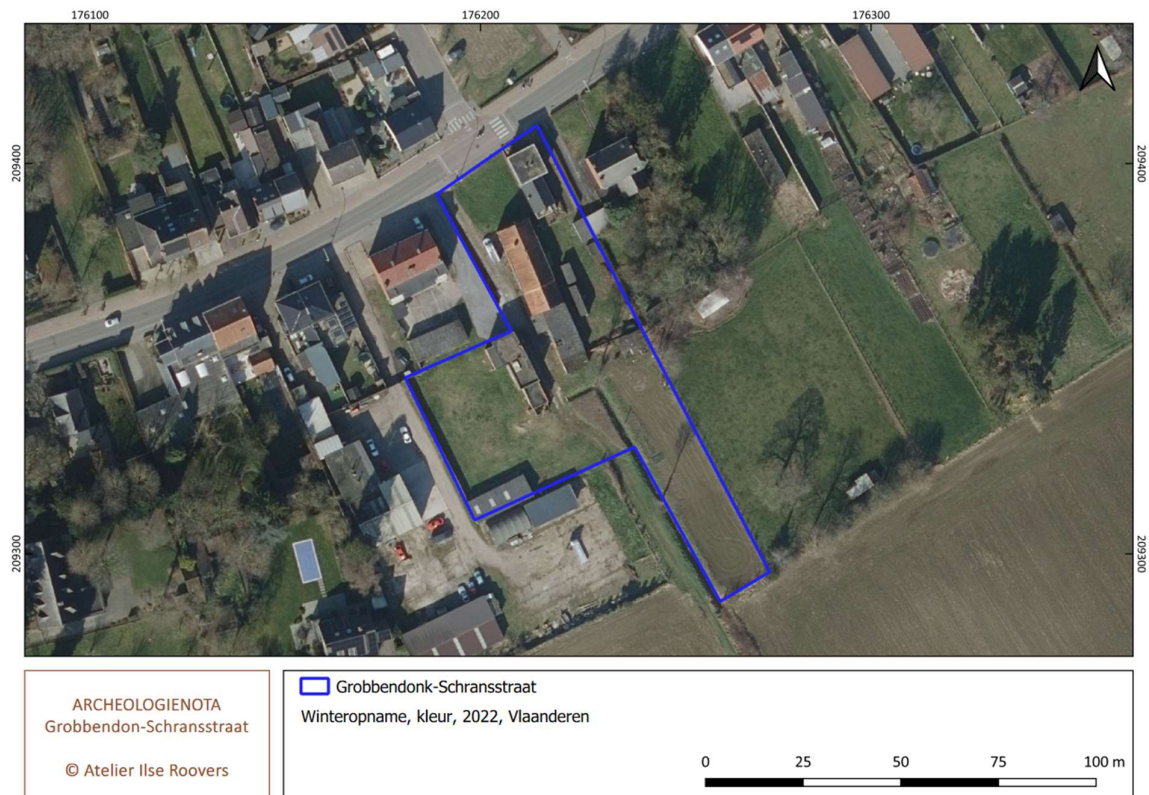 176100
176200
176300
209400
209400
209300
209300
ARCHEOLOGIENOTA
Grobbendon-Schransstraat
© Atelier Ilse Roovers
Grobbendonk-Schransstraat
Winteropname, kleur, 2022, Vlaanderen
0 25 50 75 100 m